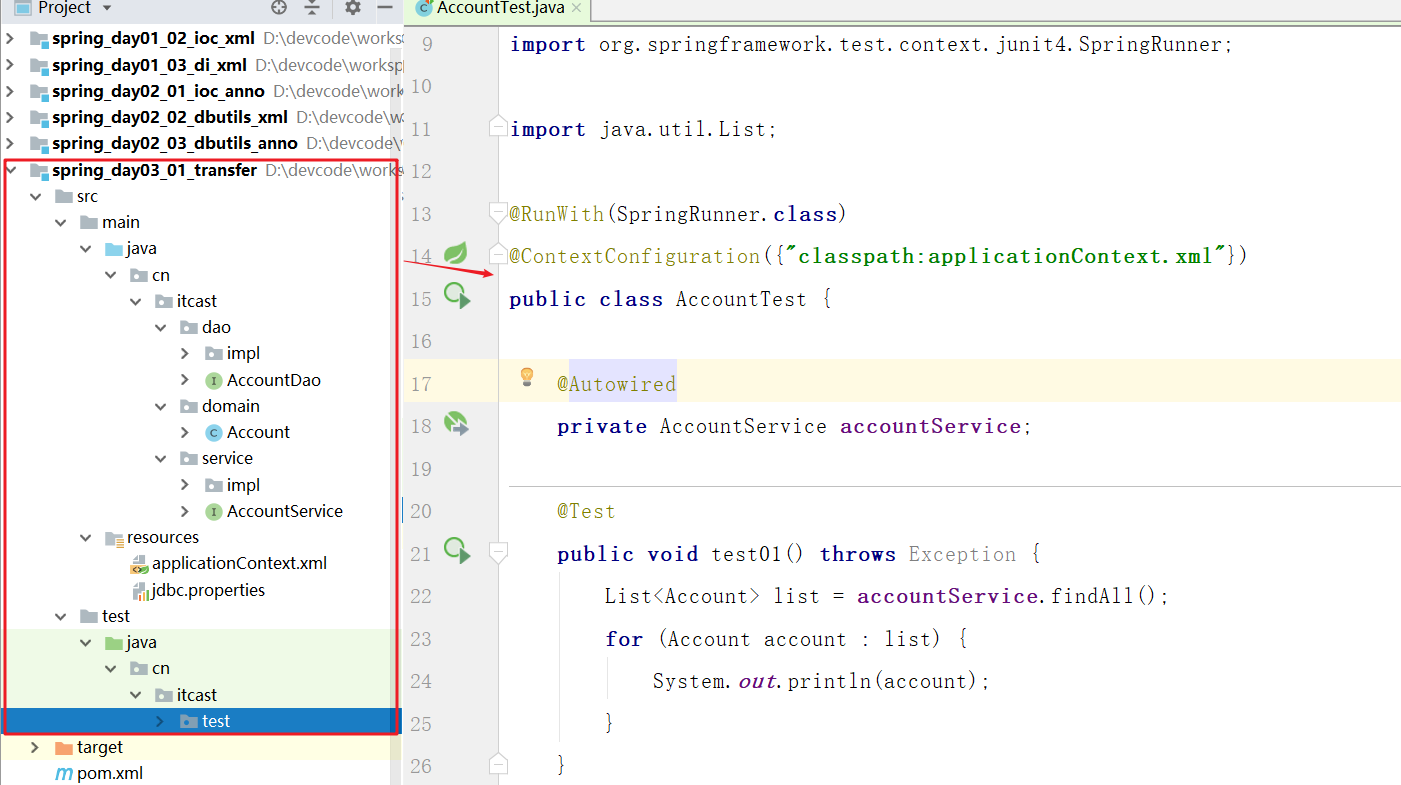 Project
spring_day01_02_ioc_xml D:\devcode\works
spring_day01_03_di_xml D:\devcode\worksp
spring_day02_01_ioc_anno D:\devcode\work
spring_day02_02_dbutils_xml D:\devcode\w
spring_day02_03_dbutils_anno D:\devcode\
spring_day03_01_transfer D:\devcode\works
src
main
java
cn
itcast
dao
impl
AccountDao
domain
Account
service
impl
AccountService
resources
applicationContext.xml
jdbc.properties
test
java
cn
itcast
test
target
pom.xml
AccountTest.java
9 import org.springframework.test.context.junit4.SpringRunner;
10
11 import java.util.List;
12
13 @RunWith(SpringRunner.class)
14 @ContextConfiguration({"classpath:applicationContext.xml"})
15 public class AccountTest {
16
17 @Autowired
18 private AccountService accountService;
19
20 @Test
21 public void test01() throws Exception {
22 List<Account> list = accountService.findAll();
23 for (Account account : list) {
24 System.out.println(account);
25 }
26 }